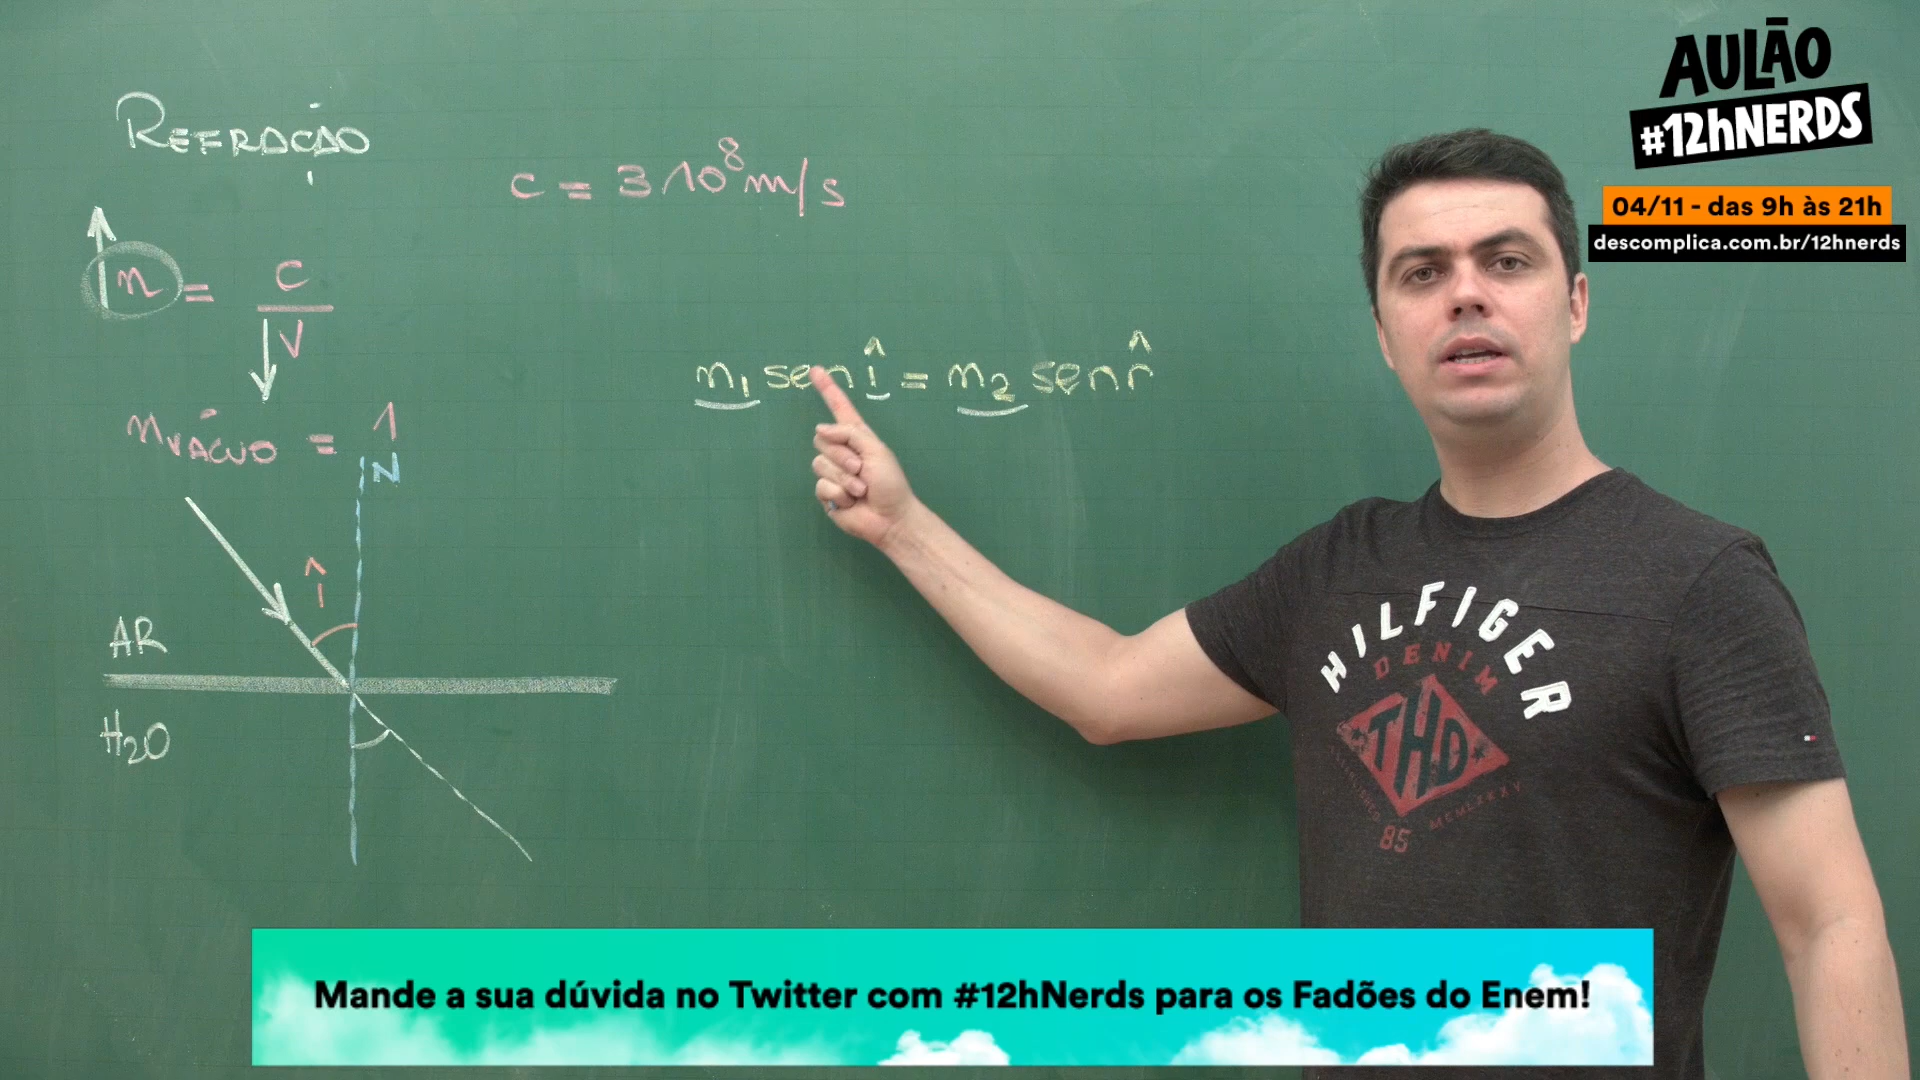 REFRAÇÃO
c = 3 10⁸ m/s
n = c
v
nVÁCUO = 1
N
n₁ sen î = n₂ sen r̂
î
AR
H₂O
AULÃO
#12hNERDS
04/11 - das 9h às 21h
descomplica.com.br/12hnerds
HILFIGER
DENIM
THD
85
MCMLXXXV
Mande a sua dúvida no Twitter com #12hNerds para os Fadões do Enem!